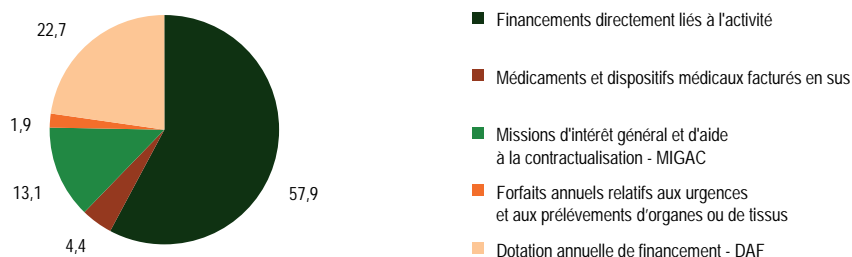 22,7
1,9
13,1
4,4
57,9
Financements directement liés à l'activité
Médicaments et dispositifs médicaux facturés en sus
Missions d'intérêt général et d'aide
à la contractualisation - MIGAC
Forfaits annuels relatifs aux urgences
et aux prélévements d'organes ou de tissus
Dotation annuelle de financement - DAF